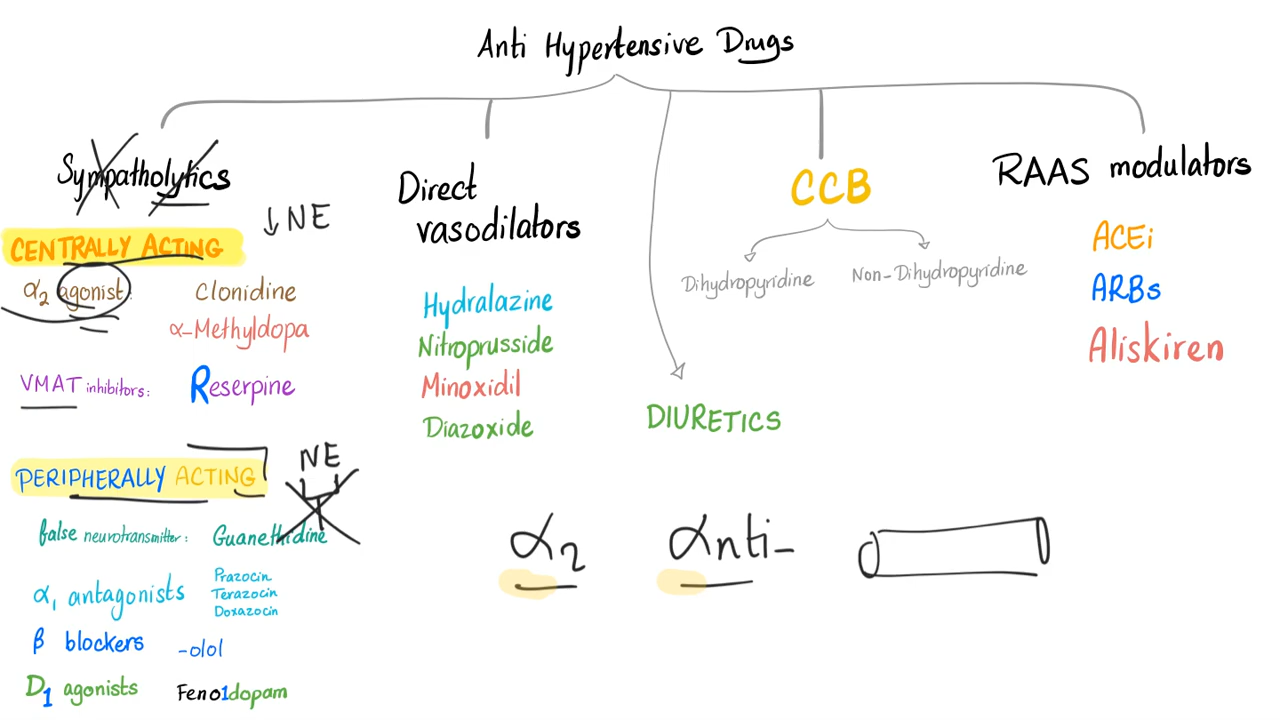 Anti Hypertensive Drugs
Sympatholytics
↓NE
CENTRALLY ACTING
α2 agonist: Clonidine
α-Methyldopa
VMAT inhibitors: Reserpine
PERIPHERALLY ACTING
NE
false neurotransmitter: Guanethidine
α1 antagonists
Prazocin
Terazocin
Doxazocin
β blockers -olol
D1 agonists Feno1dopam
Direct
vasodilators
Hydralazine
Nitroprusside
Minoxidil
Diazoxide
DIURETICS
CCB
Dihydropyridine
Non-Dihydropyridine
RAAS modulators
ACEi
ARBs
Aliskiren
α2 αnti-